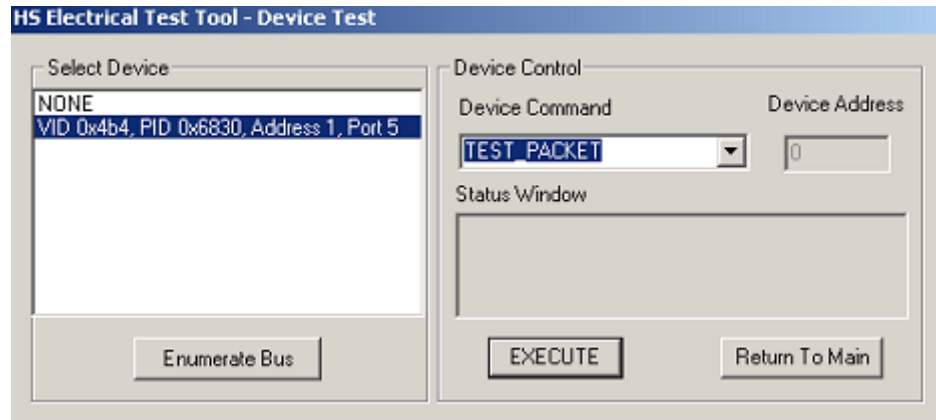 HS Electrical Test Tool - Device Test
Select Device
NONE
VID 0x4b4, PID 0x6830, Address 1, Port 5
Enumerate Bus
Device Control
Device Command
Device Address
TEST_PACKET
0
Status Window
EXECUTE
Return To Main